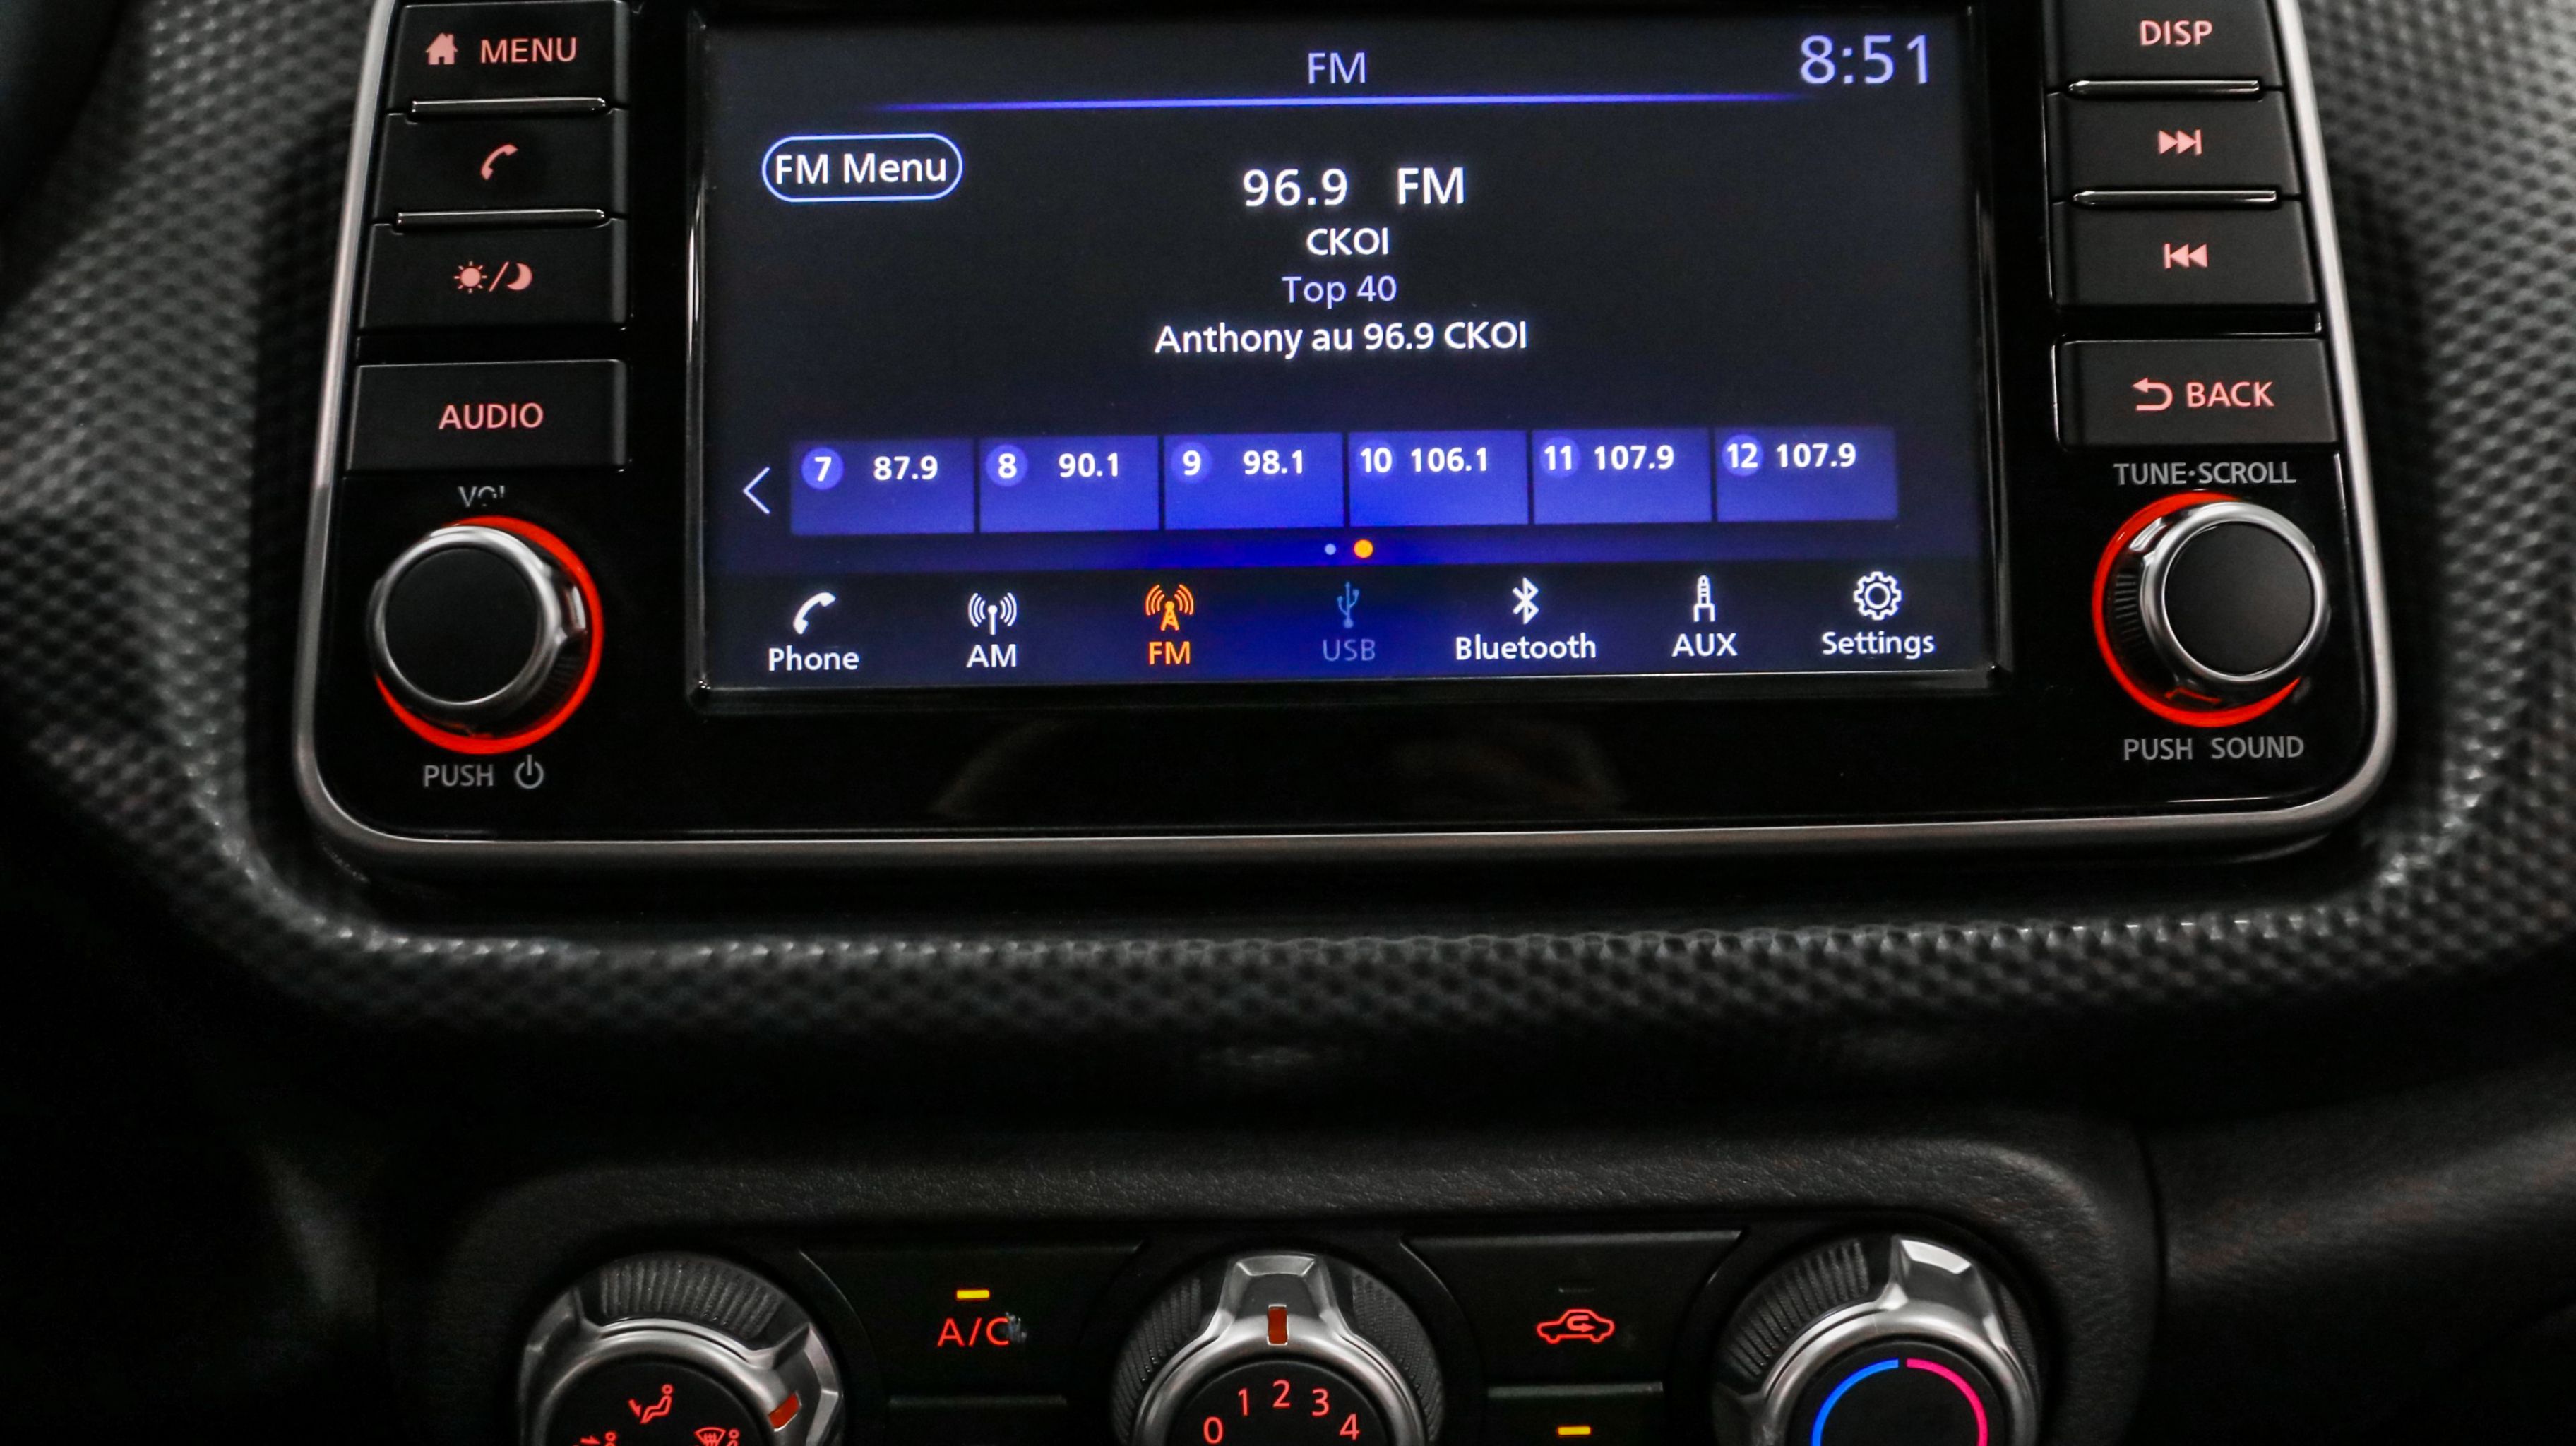 MENU
AUDIO
VOL
PUSH
FM 8:51
FM Menu
96.9 FM
CKOI
Top 40
Anthony au 96.9 CKOI
7 87.9 8 90.1 9 98.1 10 106.1 11 107.9 12 107.9
Phone AM FM USB Bluetooth AUX Settings
DISP
BACK
TUNE·SCROLL
PUSH SOUND
A/C
0 1 2 3 4